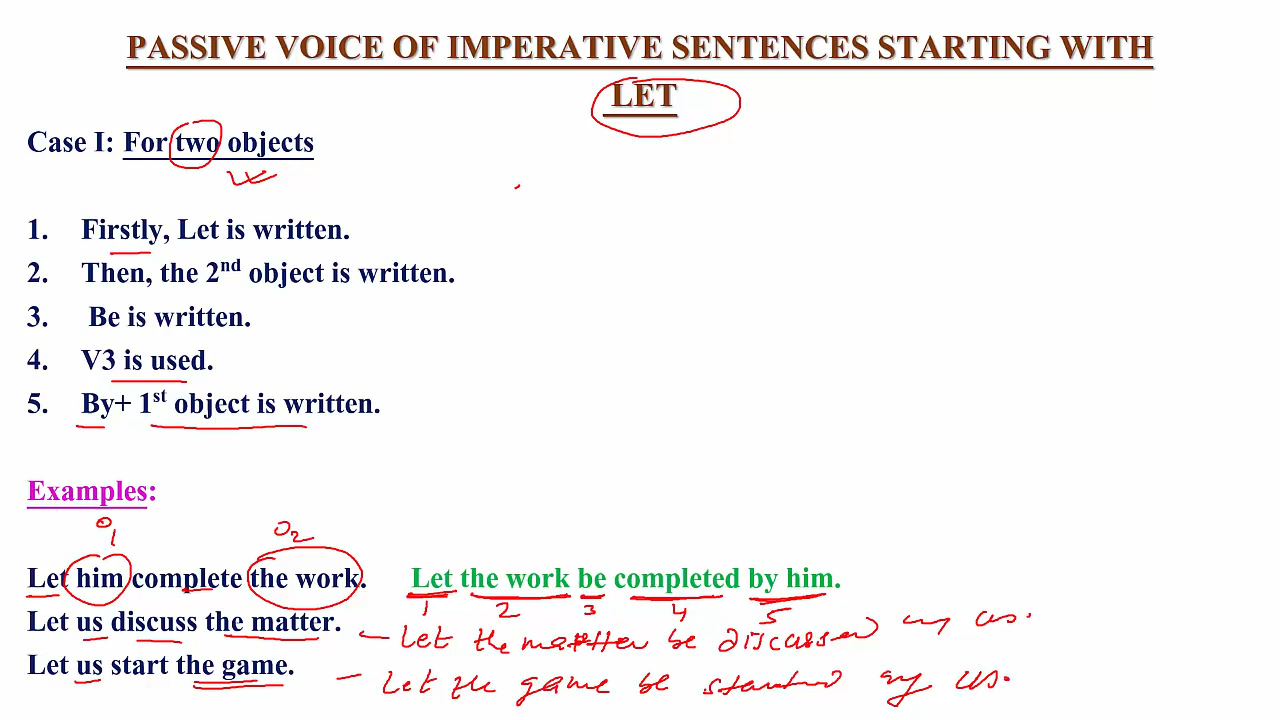 PASSIVE VOICE OF IMPERATIVE SENTENCES STARTING WITH
LET
Case I: For two objects
1. Firstly, Let is written.
2. Then, the 2nd object is written.
3. Be is written.
4. V3 is used.
5. By+ 1st object is written.
Examples:
O1 O2
Let him complete the work. Let the work be completed by him.
1 2 3 4 5
Let us discuss the matter. – Let the matter be discussed by us.
Let us start the game. – Let the game be started by us.